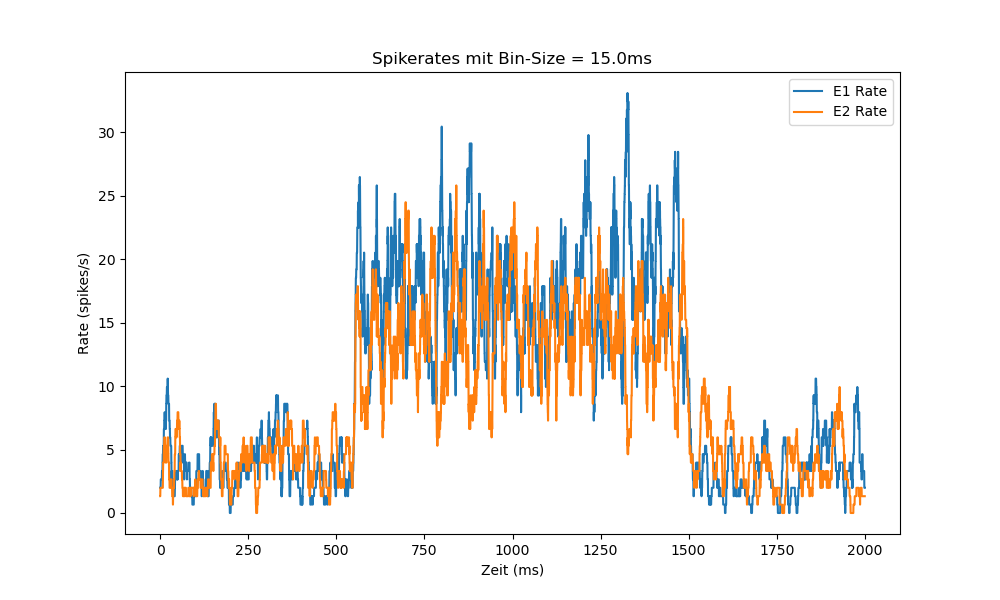 Spikerates mit Bin-Size = 15.0ms
E1 Rate
E2 Rate
Rate (spikes/s)
30
25
20
15
10
5
0
0 250 500 750 1000 1250 1500 1750 2000
Zeit (ms)